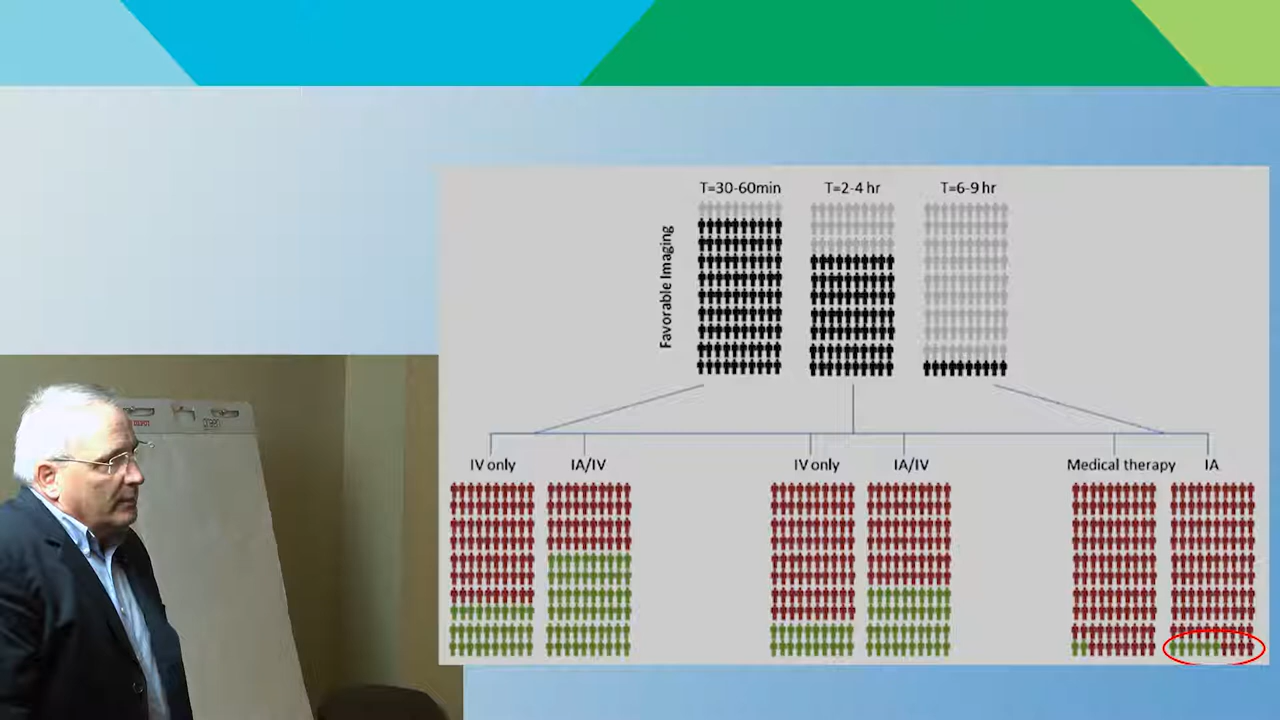 T=30-60min T=2-4 hr T=6-9 hr
Favorable Imaging
IV only IA/IV IV only IA/IV Medical therapy IA